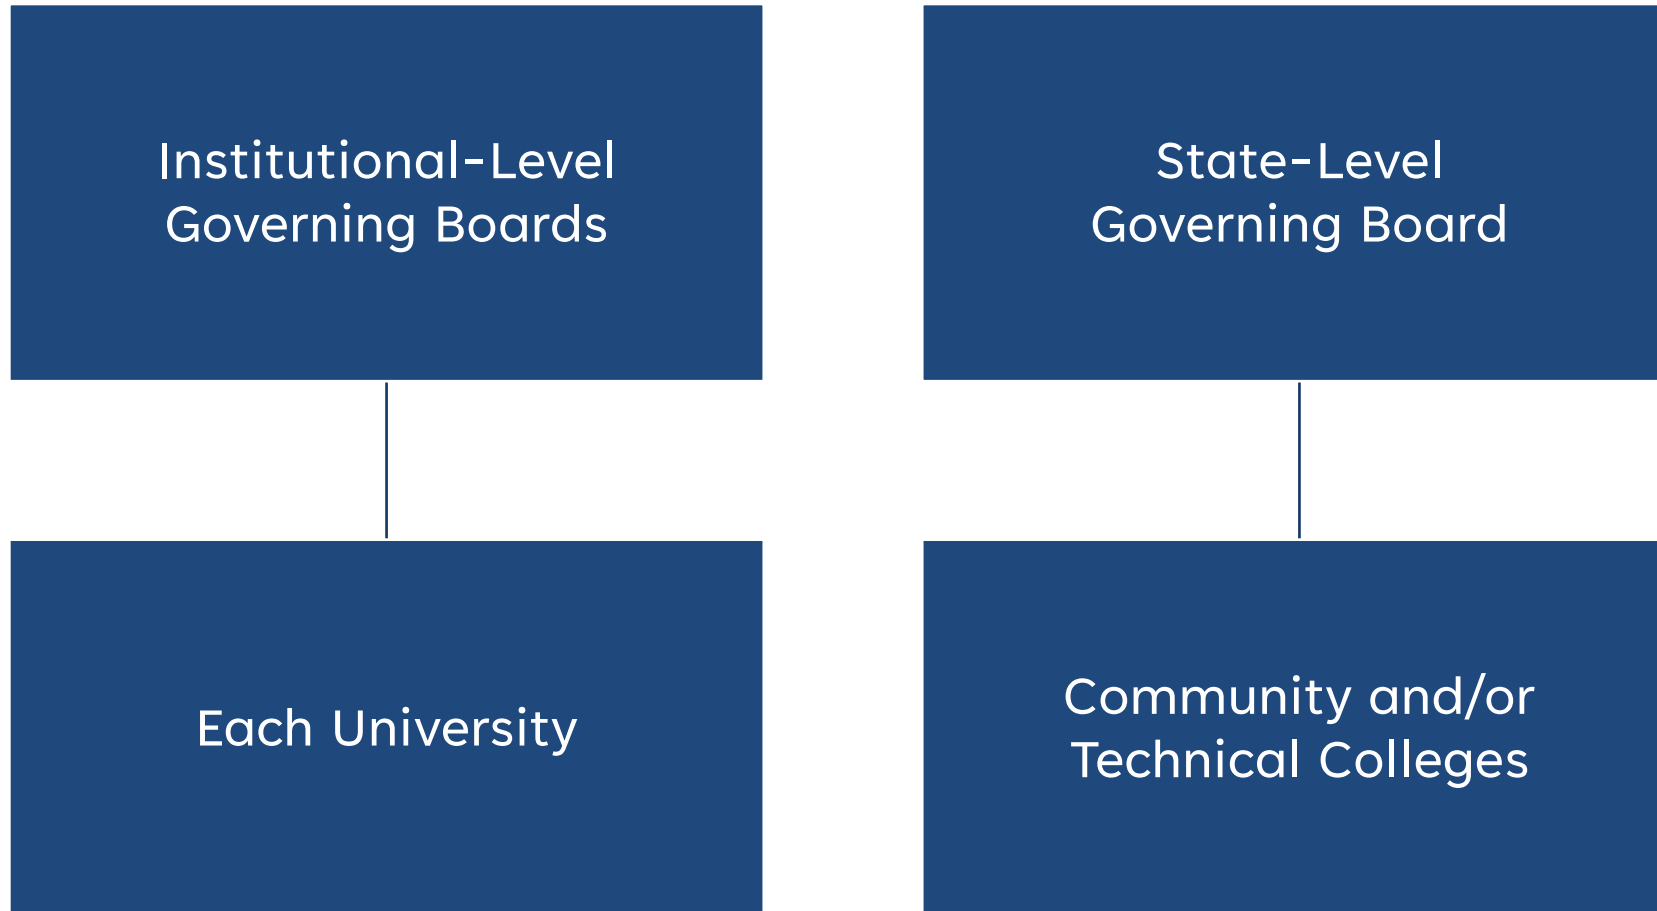 Institutional-Level
Governing Boards
State-Level
Governing Board
Each University
Community and/or
Technical Colleges